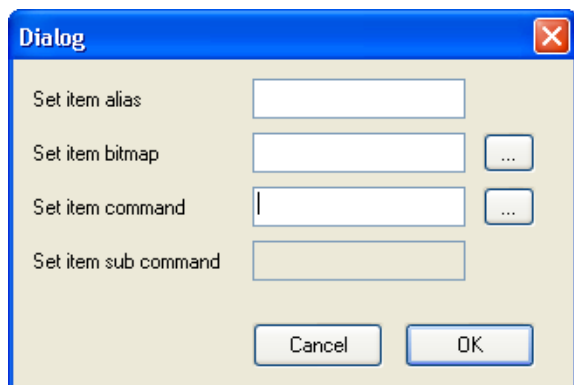 Dialog
Set item alias
Set item bitmap ...
Set item command ...
Set item sub command
Cancel OK